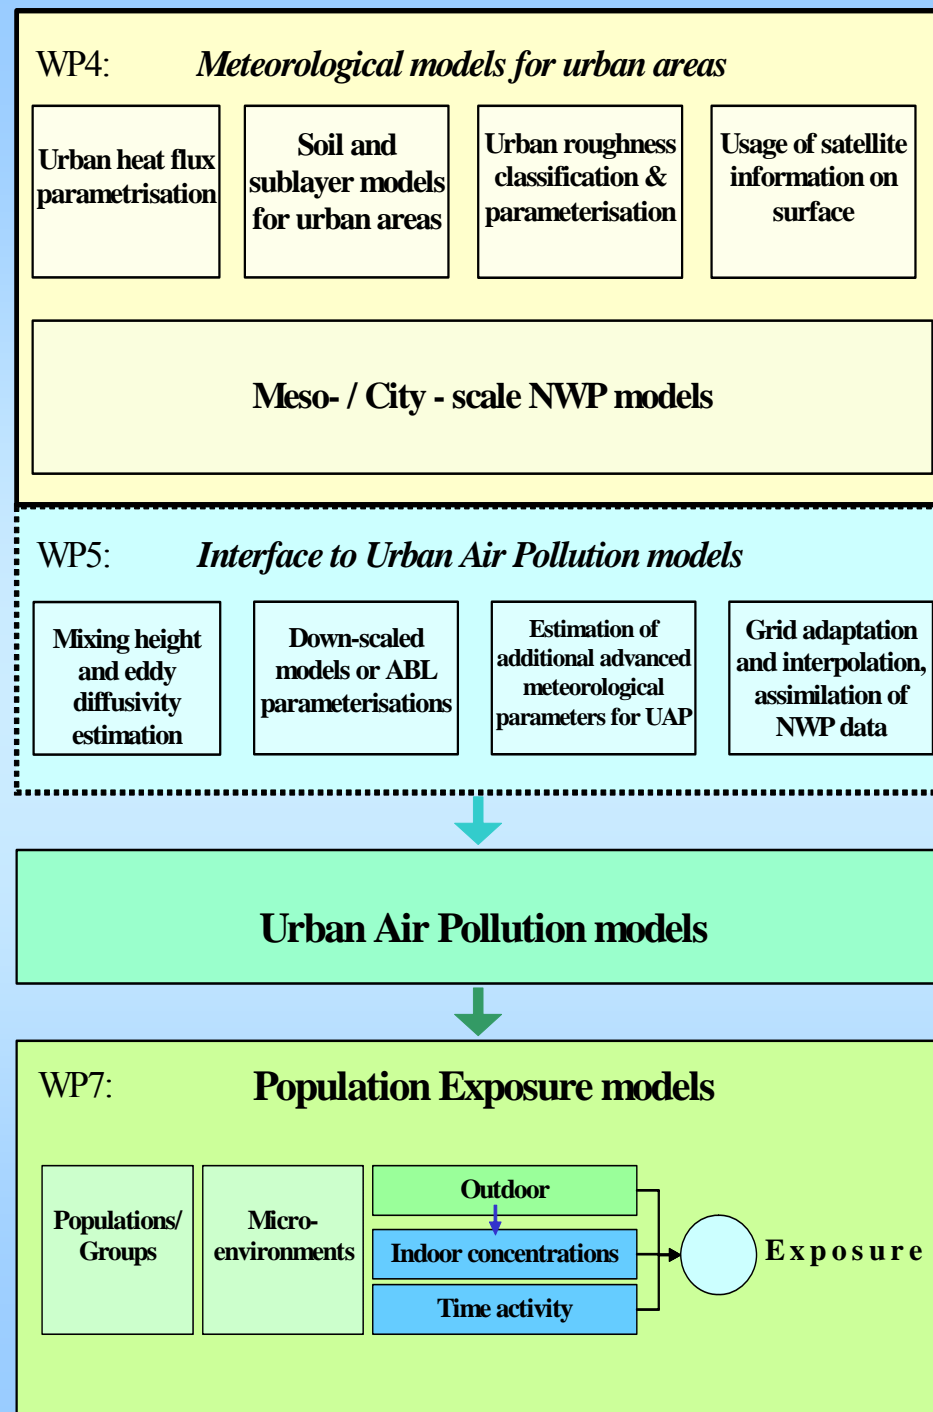 WP4: Meteorological models for urban areas
Urban heat flux
parametrisation
Soil and
sublayer models
for urban areas
Urban roughness
classification &
parameterisation
Usage of satellite
information on
surface
Meso- / City - scale NWP models
WP5: Interface to Urban Air Pollution models
Mixing height
and eddy
diffusivity
estimation
Down-scaled
models or ABL
parameterisations
Estimation of
additional advanced
meteorological
parameters for UAP
Grid adaptation
and interpolation,
assimilation of
NWP data
Urban Air Pollution models
WP7: Population Exposure models
Populations/
Groups
Micro-
environments
Outdoor
Indoor concentrations
Time activity
Exposure